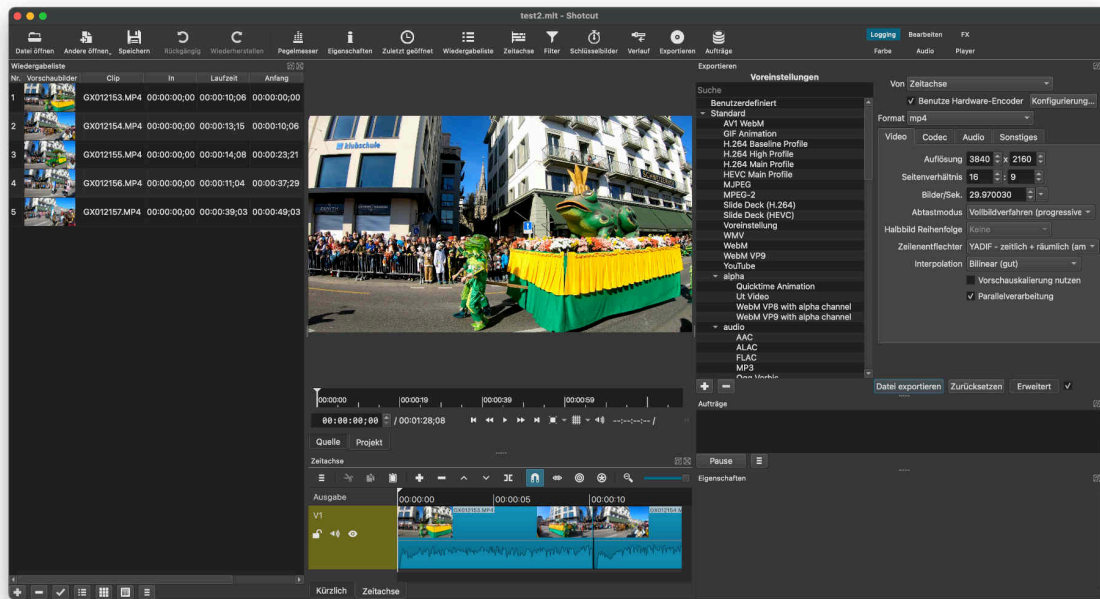 test2.mlt - Shotcut
Datei öffnen Andere öffnen... Speichern Rückgängig Wiederherstellen Pegelmesser Eigenschaften Zuletzt geöffnet Wiedergabeliste Zeitachse Filter Schlüsselbilder Verlauf Exportieren Aufträge
Logging Bearbeiten FX
Farbe Audio Player
Wiedergabeliste
Nr. Vorschaubilder Clip In Laufzeit Anfang
1 GX012153.MP4 00:00:00;00 00:00:10;06 00:00:00;00
2 GX012154.MP4 00:00:00;00 00:00:13;15 00:00:10;06
3 GX012155.MP4 00:00:00;00 00:00:14;08 00:00:23;21
4 GX012156.MP4 00:00:00;00 00:00:11;04 00:00:37;29
5 GX012157.MP4 00:00:00;00 00:00:39;03 00:00:49;03
klubschule
ZENITH
00:00:00 00:00:19 00:00:39 00:00:59
00:00:00;00 / 00:01:28;08 --:--:--:-- /
Quelle Projekt
Zeitachse
Ausgabe 00:00:00 00:00:05 00:00:10
V1
GX012153.MP4
Kürzlich Zeitachse
Exportieren
Voreinstellungen
Suche
Benutzerdefiniert
Standard
AV1 WebM
GIF Animation
H.264 Baseline Profile
H.264 High Profile
H.264 Main Profile
HEVC Main Profile
MJPEG
MPEG-2
Slide Deck (H.264)
Slide Deck (HEVC)
Voreinstellung
WMV
WebM
WebM VP9
YouTube
alpha
Quicktime Animation
Ut Video
WebM VP8 with alpha channel
WebM VP9 with alpha channel
audio
AAC
ALAC
FLAC
MP3
Ogg Vorbis
Von Zeitachse
Benutze Hardware-Encoder Konfigurierung...
Format mp4
Video Codec Audio Sonstiges
Auflösung 3840 x 2160
Seitenverhältnis 16 : 9
Bilder/Sek. 29.970030
Abtastmodus Vollbildverfahren (progressive
Halbbild Reihenfolge Keine
Zeilenentflechter YADIF - zeitlich + räumlich (am
Interpolation Bilinear (gut)
Vorschauskalierung nutzen
Parallelverarbeitung
Datei exportieren Zurücksetzen Erweitert
Aufträge
Pause
Eigenschaften